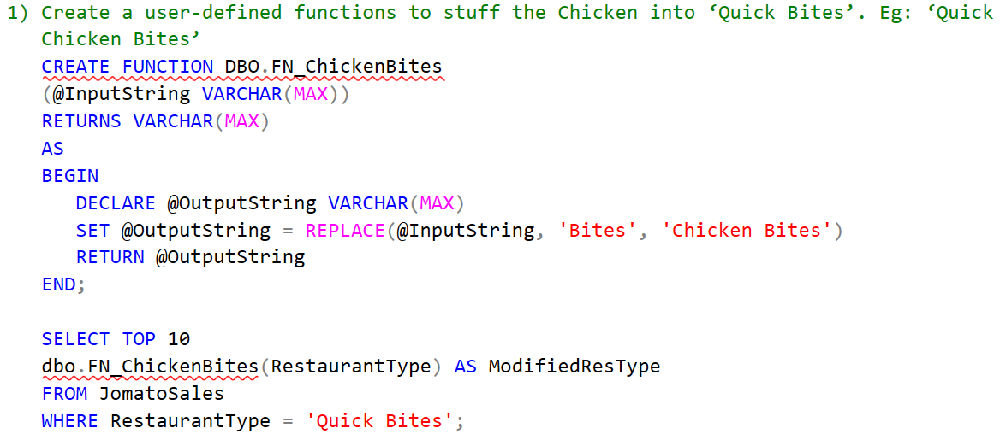 1) Create a user-defined functions to stuff the Chicken into ‘Quick Bites’. Eg: ‘Quick
Chicken Bites’
CREATE FUNCTION DBO.FN_ChickenBites
(@InputString VARCHAR(MAX))
RETURNS VARCHAR(MAX)
AS
BEGIN
DECLARE @OutputString VARCHAR(MAX)
SET @OutputString = REPLACE(@InputString, 'Bites', 'Chicken Bites')
RETURN @OutputString
END;
SELECT TOP 10
dbo.FN_ChickenBites(RestaurantType) AS ModifiedResType
FROM JomatoSales
WHERE RestaurantType = 'Quick Bites';